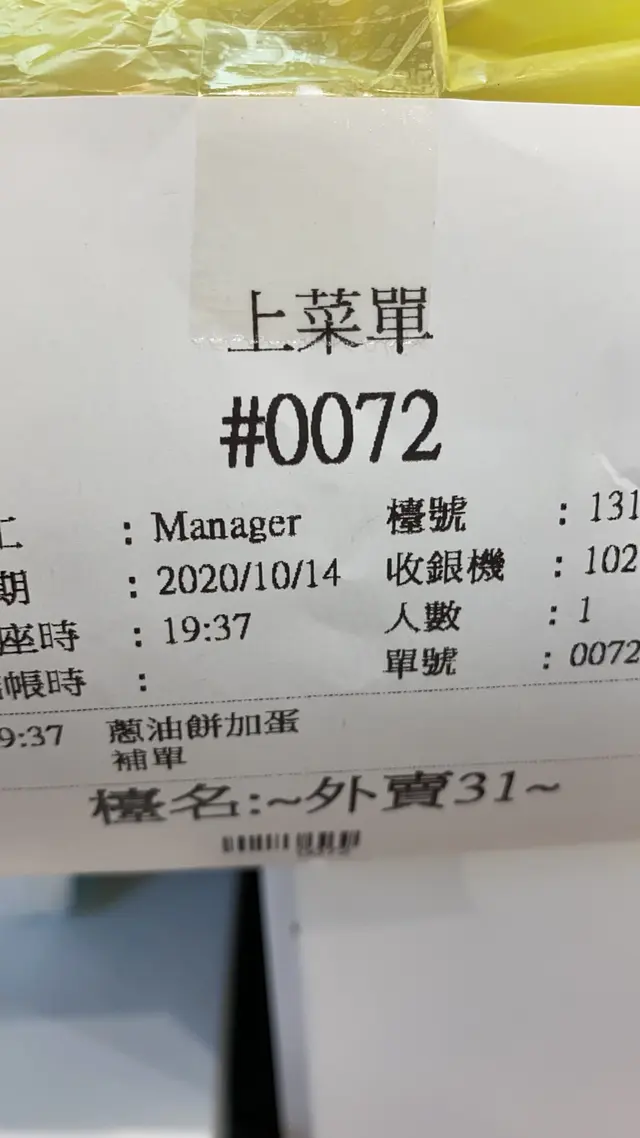 上菜單
#0072
工 : Manager 檯號 : 131
期 : 2020/10/14 收銀機 : 102
座時 : 19:37 人數 : 1
帳時 : 單號 : 0072
9:37 蔥油餅加蛋
補單
檯名:~外賣31~